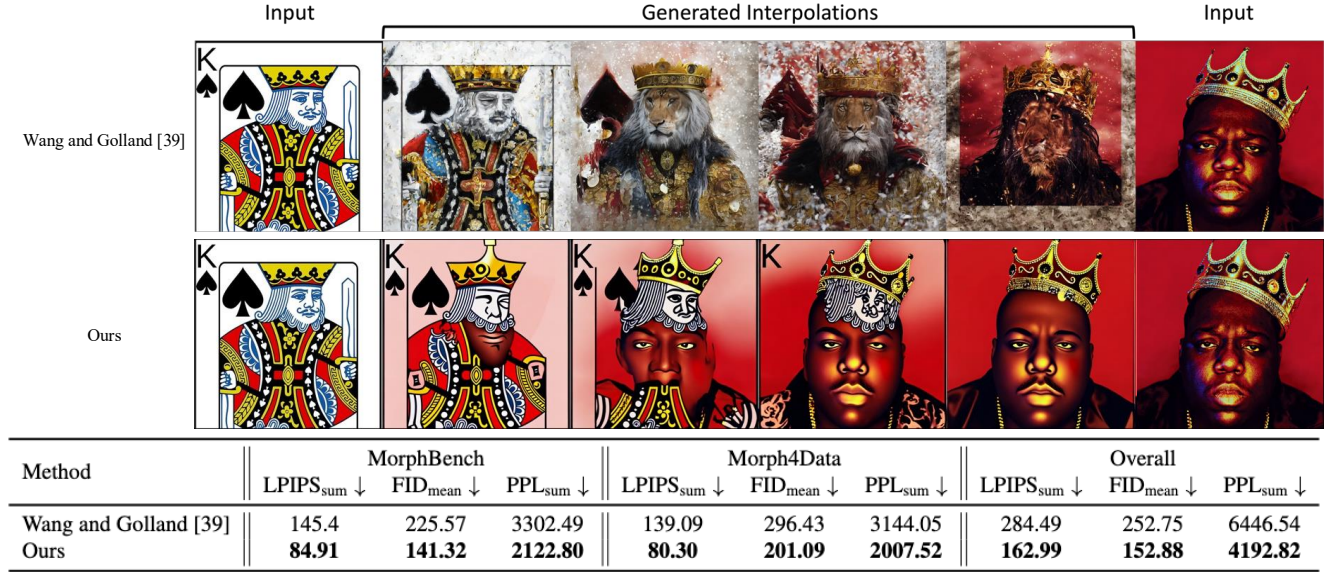 Input Generated Interpolations Input
K
Wang and Golland [39]
K K K K
Ours
Method MorphBench Morph4Data Overall
LPIPSsum ↓ FIDmean ↓ PPLsum ↓ LPIPSsum ↓ FIDmean ↓ PPLsum ↓ LPIPSsum ↓ FIDmean ↓ PPLsum ↓
Wang and Golland [39] 145.4 225.57 3302.49 139.09 296.43 3144.05 284.49 252.75 6446.54
Ours 84.91 141.32 2122.80 80.30 201.09 2007.52 162.99 152.88 4192.82